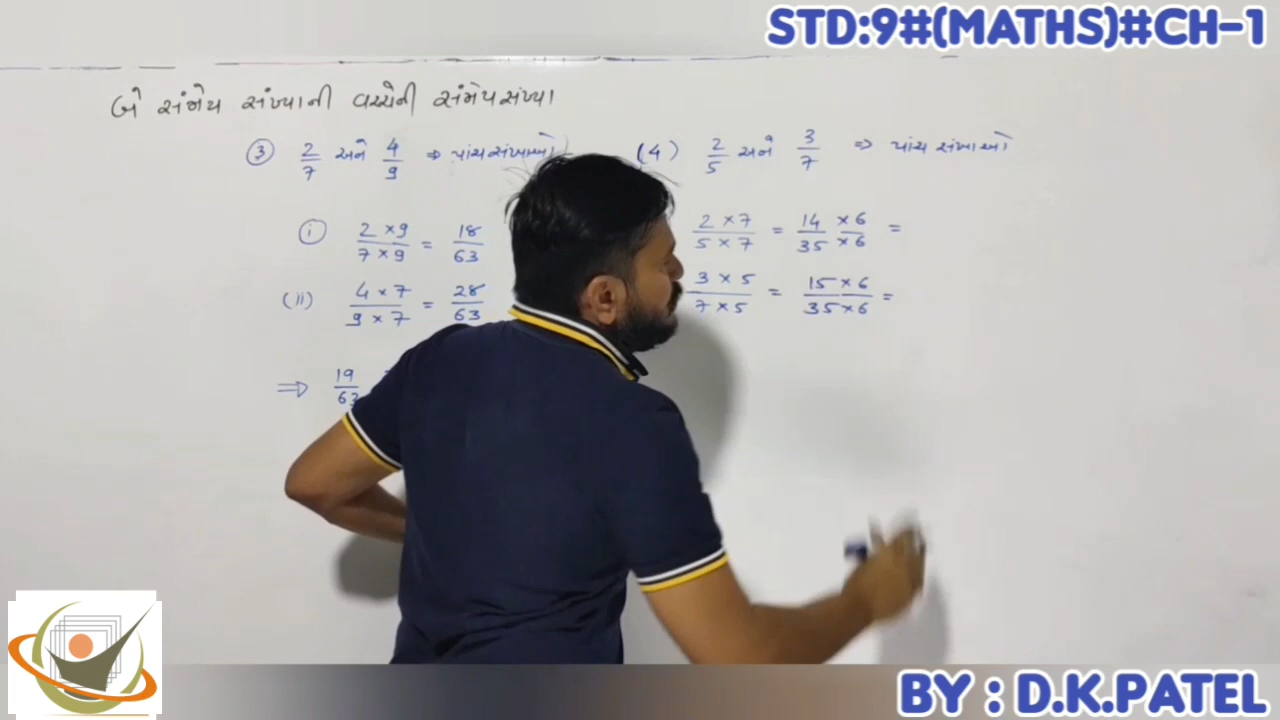 STD:9#(MATHS)#CH-1
બે સંમેય સંખ્યાની વચ્ચેની સંમેય સંખ્યા
③ 2/7 અને 4/9 ⇒ પાંચ સંખ્યાઓ
(4) 2/5 અને 3/7 ⇒ પાંચ સંખ્યાઓ
(i) 2×9/7×9 = 18/63
(ii) 4×7/9×7 = 28/63
⇒ 19/63
2×7/5×7 = 14/35 ×6/×6 =
3×5/7×5 = 15×6/35×6 =
BY : D.K.PATEL